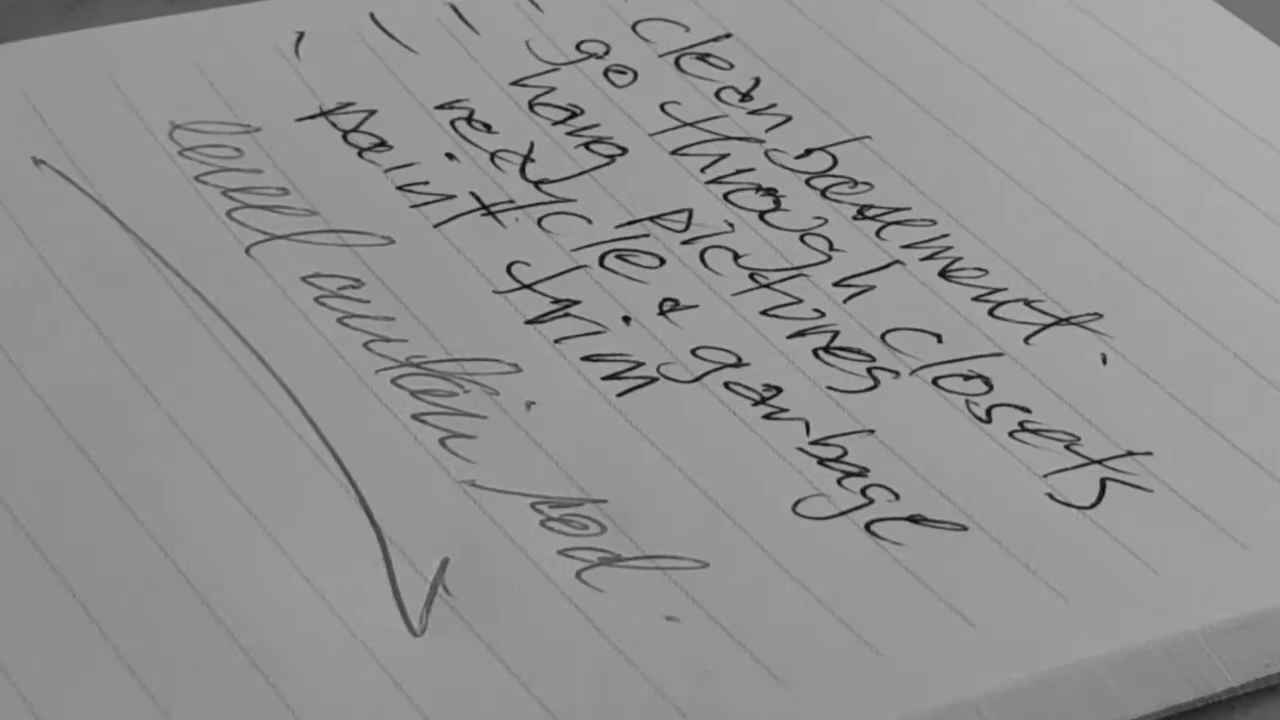 clean basement.
- go through closets
- hang pictures
- recycle & garbage
- paint trim
level curtain rod.